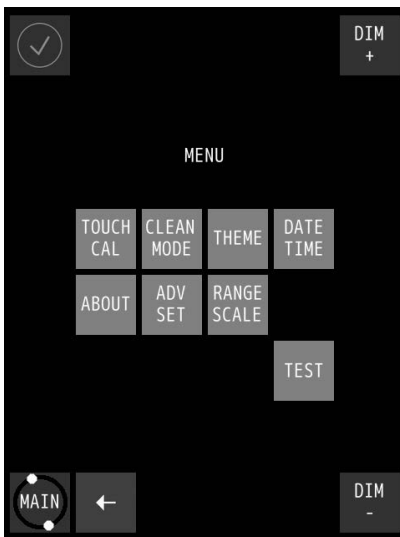 DIM
+
MENU
TOUCH CAL
CLEAN MODE
THEME
DATE TIME
ABOUT
ADV SET
RANGE SCALE
TEST
MAIN
←
DIM
-